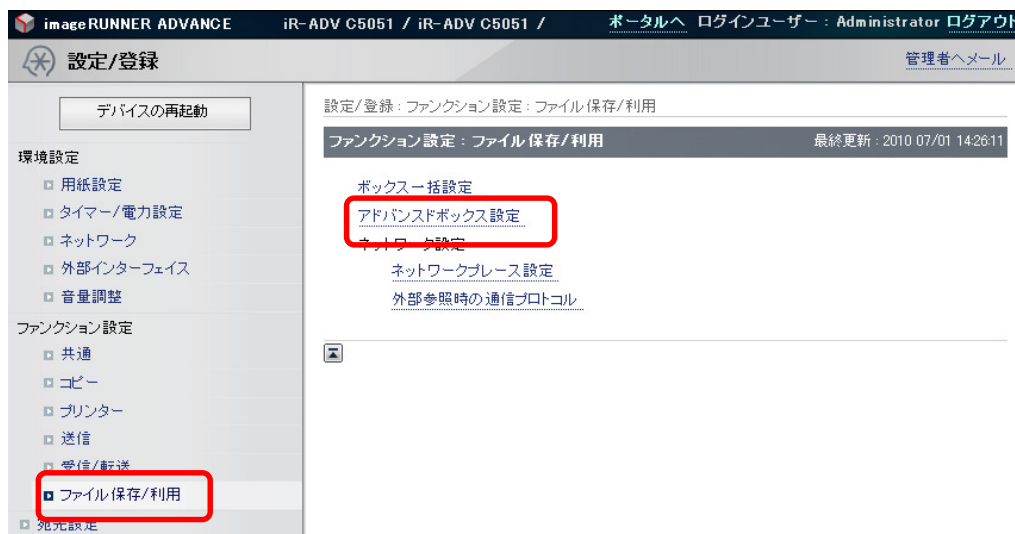 imageRUNNER ADVANCE iR-ADV C5051 / iR-ADV C5051 / ポータルへ ログインユーザー : Administrator ログアウト
設定/登録 管理者へメール
デバイスの再起動
環境設定
用紙設定
タイマー/電力設定
ネットワーク
外部インターフェイス
音量調整
ファンクション設定
共通
コピー
プリンター
送信
受信/転送
ファイル保存/利用
宛先設定
設定/登録 : ファンクション設定 : ファイル保存/利用
ファンクション設定 : ファイル保存/利用 最終更新 : 2010 07/01 14:26:11
ボックス一括設定
アドバンスドボックス設定
ネットワーク設定
ネットワークプレース設定
外部参照時の通信プロトコル